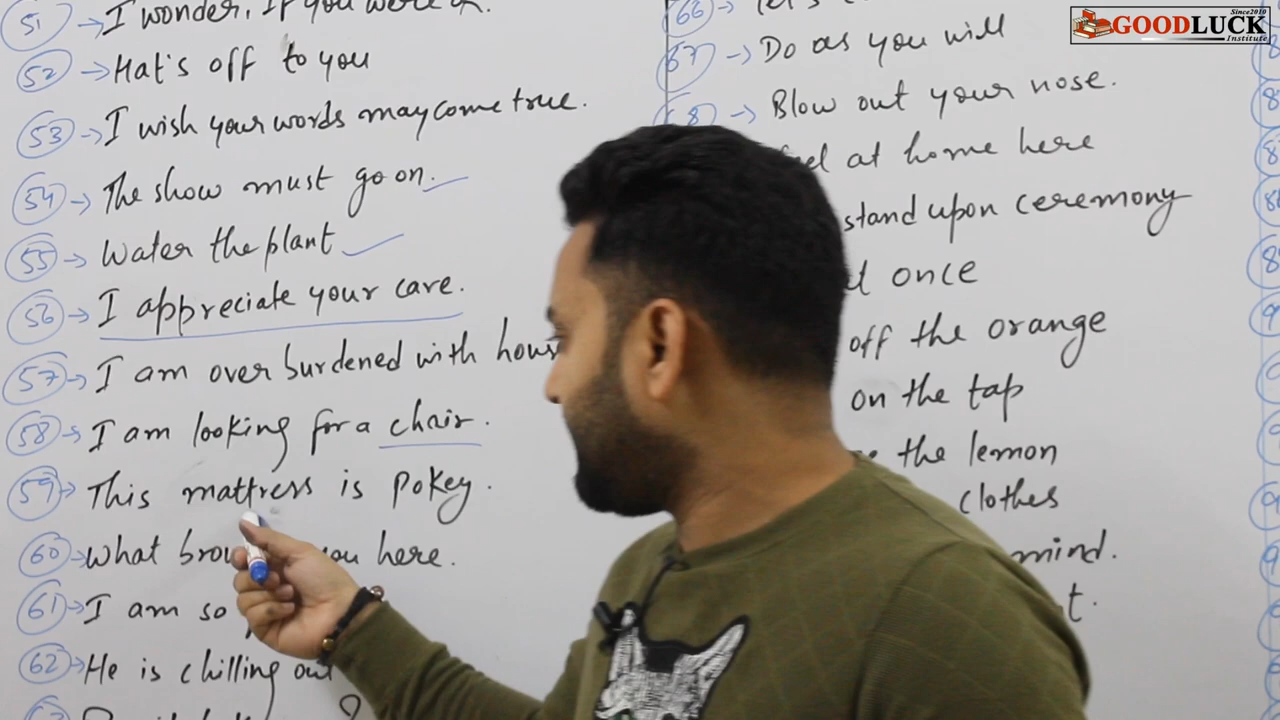 51 → I wonder, If you were
52 → Hat's off to you
53 → I wish your words may come true.
54 → The show must go on.
55 → Water the plant
56 → I appreciate your care.
57 → I am over burdened with
58 → I am looking for a chair.
59 → This mattress is pokey.
60 → What you here.
61 → I am so
62 → He is chilling out
66 →
67 → Do as you will
→ Blow out your nose.
at home here
stand upon ceremony
once
off the orange
on the tap
the lemon
clothes
mind.
Since2010
GOODLUCK
Institute